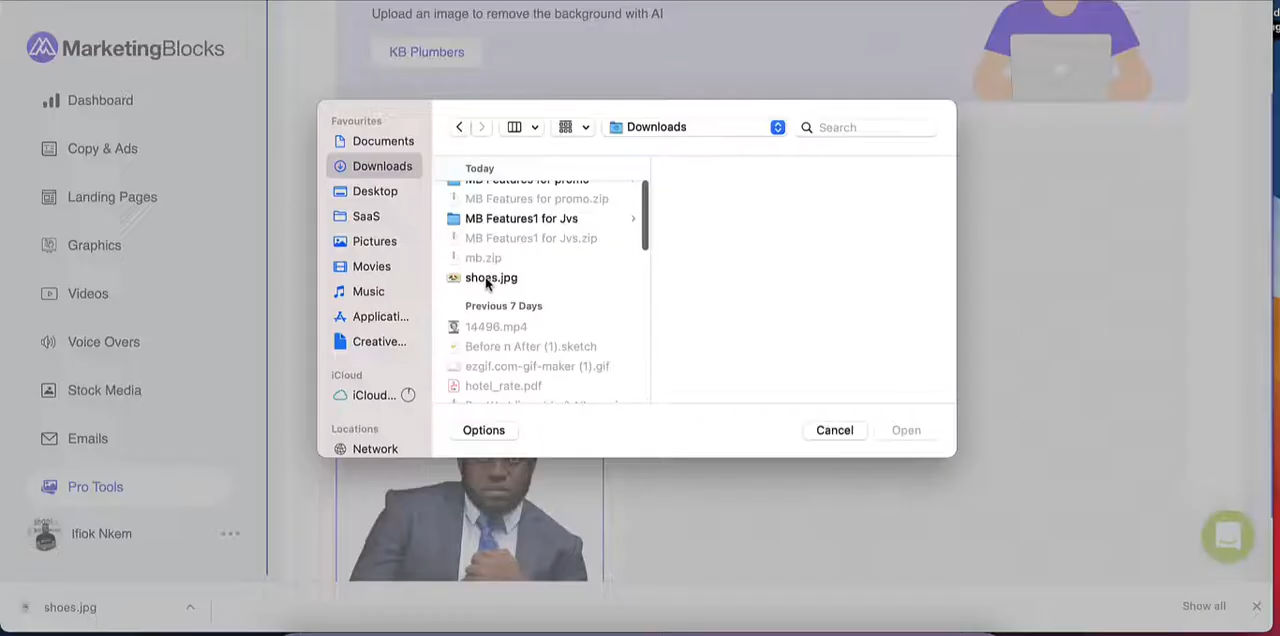 Upload an image to remove the background with AI
KB Plumbers
MarketingBlocks
Dashboard
Copy & Ads
Landing Pages
Graphics
Videos
Voice Overs
Stock Media
Emails
Pro Tools
Ifiok Nkem
Favourites
Documents
Downloads
Desktop
SaaS
Pictures
Movies
Music
Applicati...
Creative...
iCloud
iCloud...
Locations
Network
Downloads
Search
Today
MB Features for promo
MB Features for promo.zip
MB Features1 for Jvs
MB Features1 for Jvs.zip
mb.zip
shoes.jpg
Previous 7 Days
14496.mp4
Before n After (1).sketch
ezgif.com-gif-maker (1).gif
hotel_rate.pdf
Options
Cancel
Open
shoes.jpg
Show all